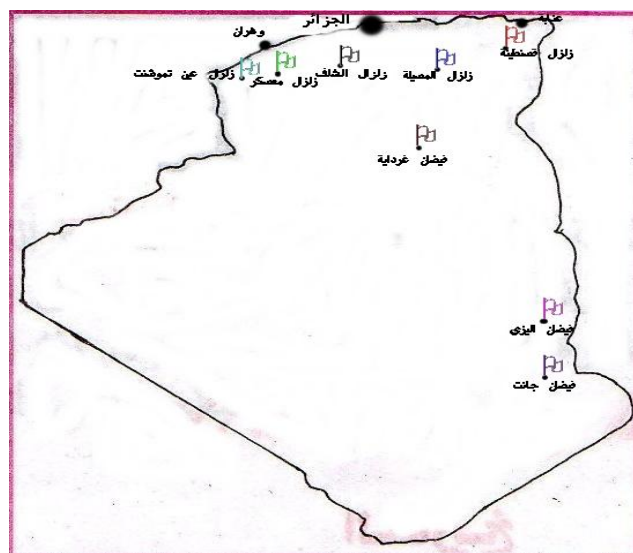 الجزائر
عنابة
وهران
زلزال قسنطينة
زلزال المسيلة
زلزال الشلف
زلزال معسكر
زلزال عين تموشنت
فيضان غرداية
فيضان اليزي
فيضان جانت